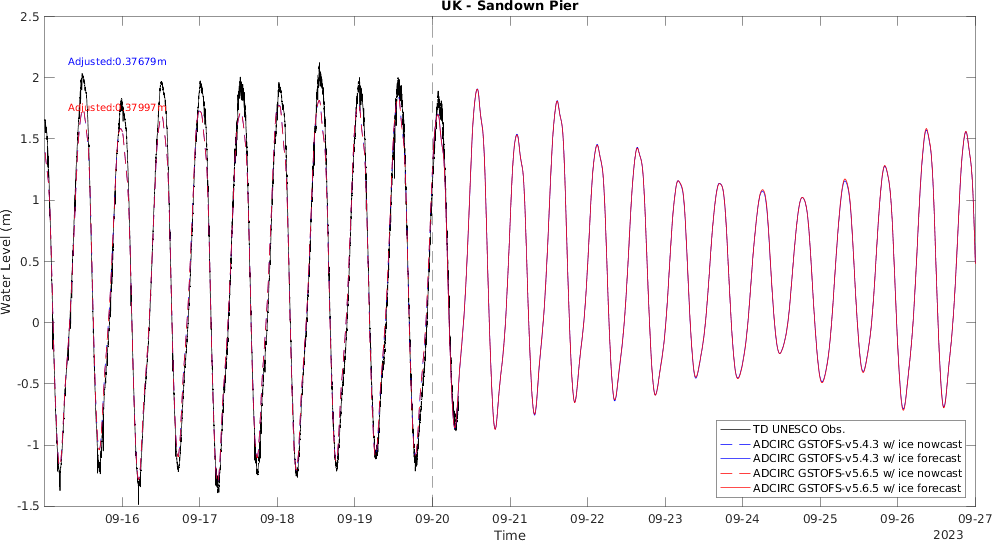 UK - Sandown Pier
2.5
2
1.5
1
0.5
0
-0.5
-1
-1.5
Water Level (m)
Adjusted:0.37679m
Adjusted:0.37997m
TD UNESCO Obs.
ADCIRC GSTOFS-v5.4.3 w/ ice nowcast
ADCIRC GSTOFS-v5.4.3 w/ ice forecast
ADCIRC GSTOFS-v5.6.5 w/ ice nowcast
ADCIRC GSTOFS-v5.6.5 w/ ice forecast
09-16 09-17 09-18 09-19 09-20 09-21 09-22 09-23 09-24 09-25 09-26 09-27
Time
2023